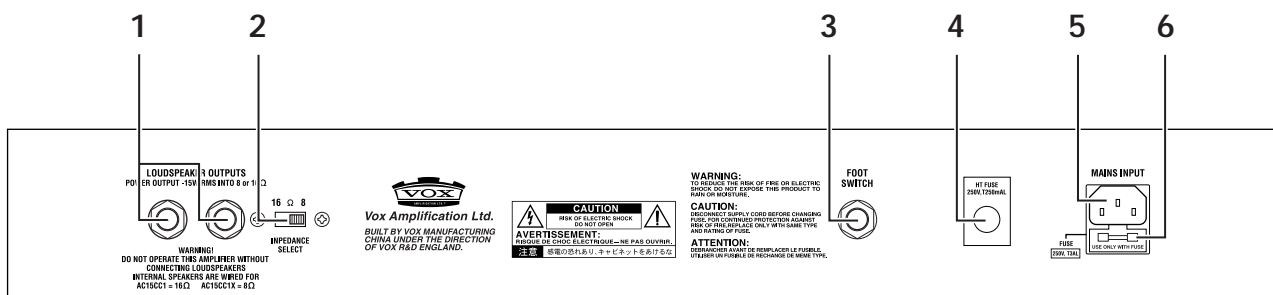 1 2 3 4 5 6
LOUDSPEAKER OUTPUTS
POWER OUTPUT -15W RMS INTO 8 or 16Ω
16 Ω 8
IMPEDANCE
SELECT
WARNING!
DO NOT OPERATE THIS AMPLIFIER WITHOUT
CONNECTING LOUDSPEAKERS
INTERNAL SPEAKERS ARE WIRED FOR
AC15CC1 = 16Ω AC15CC1X = 8Ω
VOX
Vox Amplification Ltd.
BUILT BY VOX MANUFACTURING
CHINA UNDER THE DIRECTION
OF VOX R&D ENGLAND.
CAUTION
RISK OF ELECTRIC SHOCK
DO NOT OPEN
AVERTISSEMENT:
RISQUE DE CHOC ÉLECTRIQUE—NE PAS OUVRIR.
注意 感電の恐れあり、キャビネットをあけるな
WARNING:
TO REDUCE THE RISK OF FIRE OR ELECTRIC
SHOCK DO NOT EXPOSE THIS PRODUCT TO
RAIN OR MOISTURE.
CAUTION:
DISCONNECT SUPPLY CORD BEFORE CHANGING
FUSE, FOR CONTINUED PROTECTION AGAINST
RISK OF FIRE,REPLACE ONLY WITH SAME TYPE
AND RATING OF FUSE.
ATTENTION:
DEBRANCHER AVANT DE REMPLACER LE FUSIBLE.
UTILISER UN FUSIBLE DE RECHANGE DE MEME TYPE.
FOOT
SWITCH
HT FUSE
250V,T250mAL
MAINS INPUT
FUSE
250V, T3AL
USE ONLY WITH FUSE